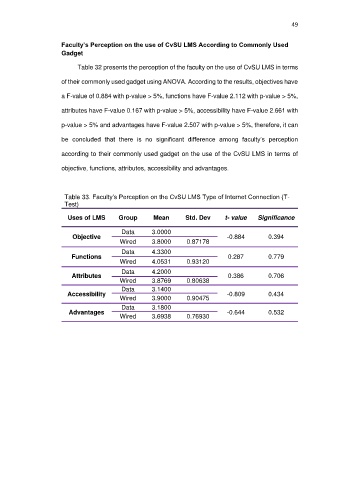 49
Faculty's Perception on the use of CvSU LMS According to Commonly Used
Gadget
Table 32 presents the perception of the faculty on the use of CvSU LMS in terms
of their commonly used gadget using ANOVA. According to the results, objectives have
a F-value of 0.884 with p-value > 5%, functions have F-value 2.112 with p-value > 5%,
attributes have F-value 0.167 with p-value > 5%, accessibility have F-value 2.661 with
p-value > 5% and advantages have F-value 2.507 with p-value > 5%, therefore, it can
be concluded that there is no significant difference among faculty's perception
according to their commonly used gadget on the use of the CvSU LMS in terms of
objective, functions, attributes, accessibility and advantages.
Table 33. Faculty's Perception on the CvSU LMS Type of Internet Connection (T-
Test)
Uses of LMS Group Mean Std. Dev t- value Significance
Objective Data 3.0000 -0.884 0.394
Wired 3.8000 0.87178
Functions Data 4.3300 0.287 0.779
Wired 4.0531 0.93120
Attributes Data 4.2000 0.386 0.706
Wired 3.8769 0.80638
Accessibility Data 3.1400 -0.809 0.434
Wired 3.9000 0.90475
Advantages Data 3.1800 -0.644 0.532
Wired 3.6938 0.76930